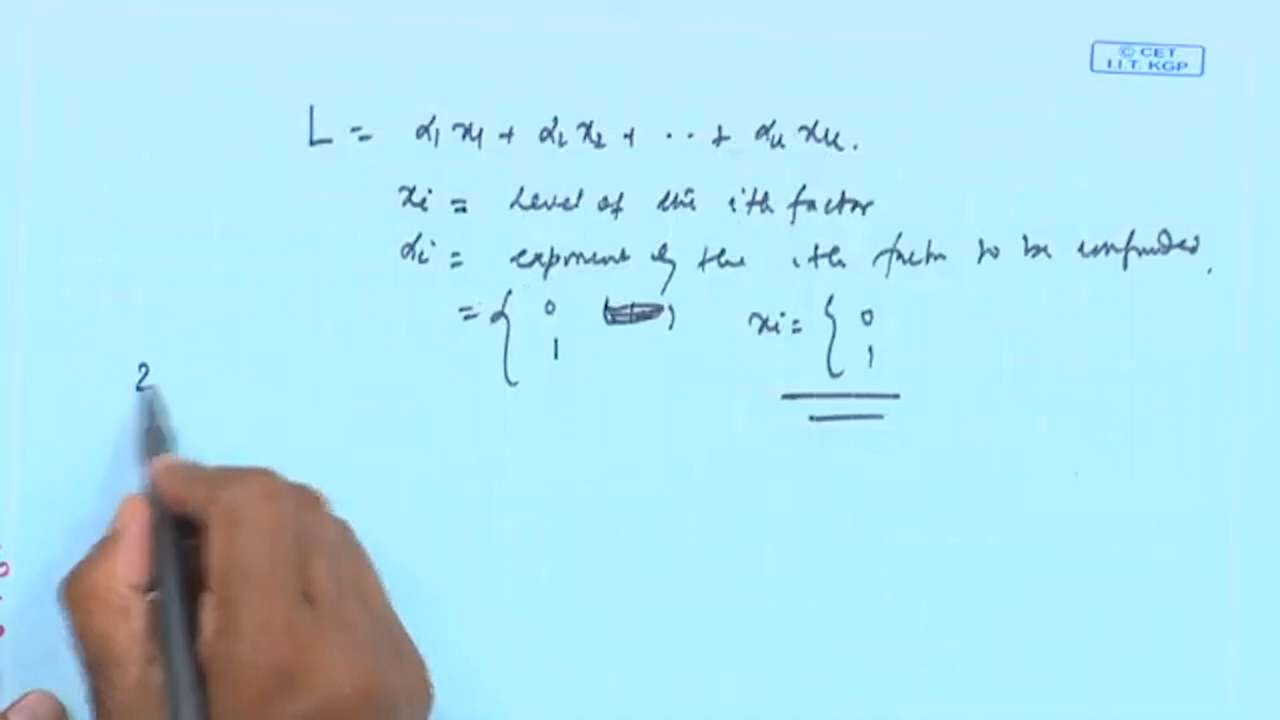 © CET
I.I.T. KGP
L = α₁ x₁ + α₂ x₂ + ·· + αₖ xₖ.
xᵢ = Level of the ith factor
αᵢ = exponent of the ith factor to be confounded.
= { 0 1 xᵢ = { 0 1
2